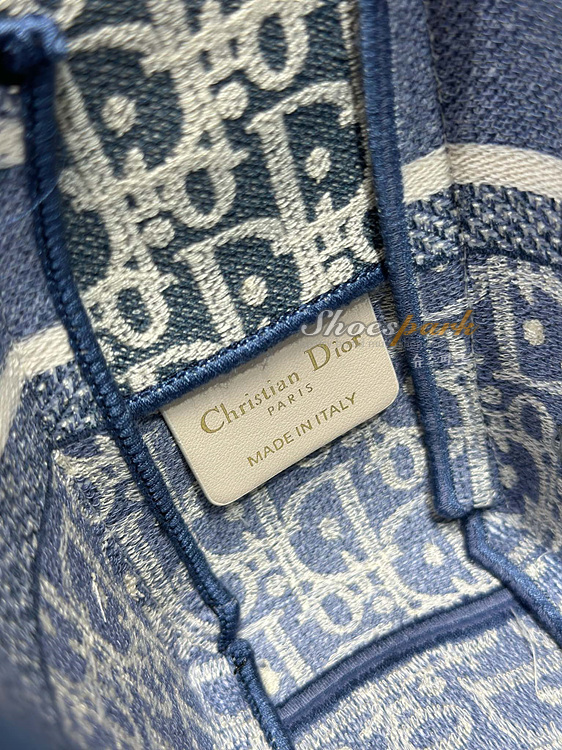 Shoespark
Christian Dior
PARIS
MADE IN ITALY